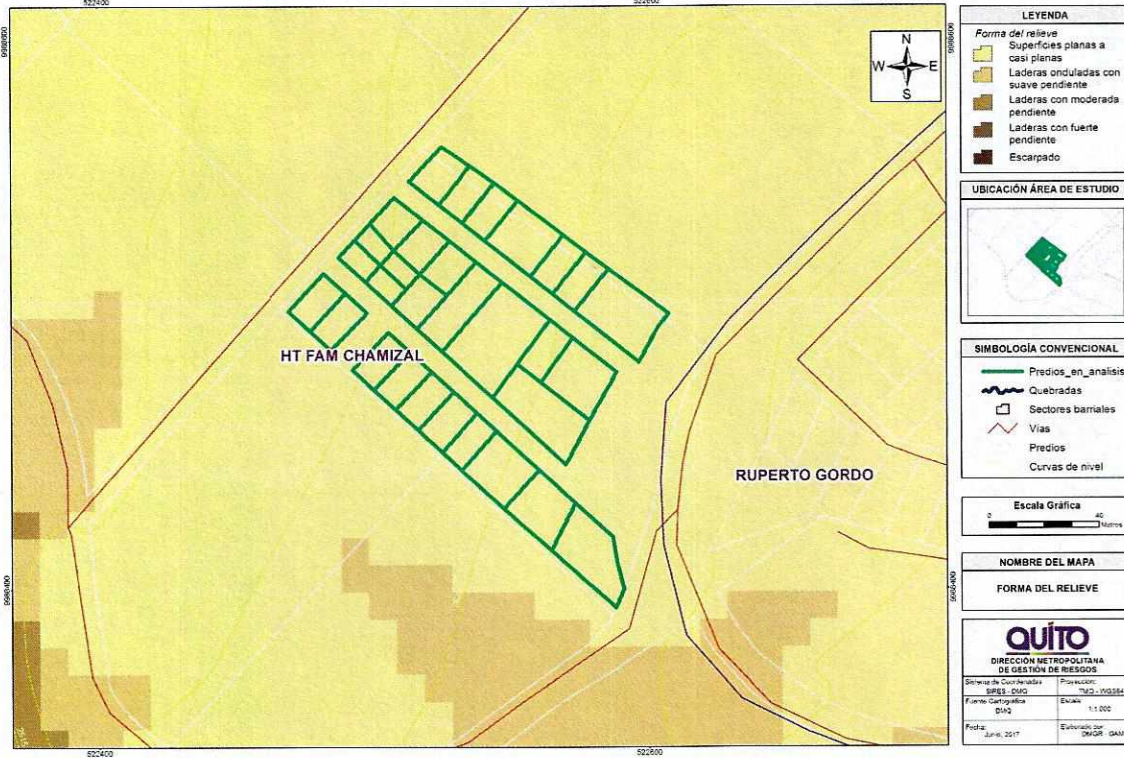 522400
522600
9988600
9988600
N
W E
S
HT FAM CHAMIZAL
RUPERTO GORDO
9988400
9988400
522400
522600
LEYENDA
Forma del relieve
Superficies planas a
casi planas
Laderas onduladas con
suave pendiente
Laderas con moderada
pendiente
Laderas con fuerte
pendiente
Escarpado
UBICACIÓN ÁREA DE ESTUDIO
SIMBOLOGÍA CONVENCIONAL
Predios_en_analisis
Quebradas
Sectores barriales
Vías
Predios
Curvas de nivel
Escala Gráfica
0 40
Metros
NOMBRE DEL MAPA
FORMA DEL RELIEVE
QUITO
DIRECCIÓN METROPOLITANA
DE GESTIÓN DE RIESGOS
Sistema de Coordenadas Proyección:
SIRES - DMQ TMQ - WGS84
Fuente Cartográfica Escala:
DMQ 1:1.000
Fecha: Elaborado por
Junio, 2017 DMGR - GAM